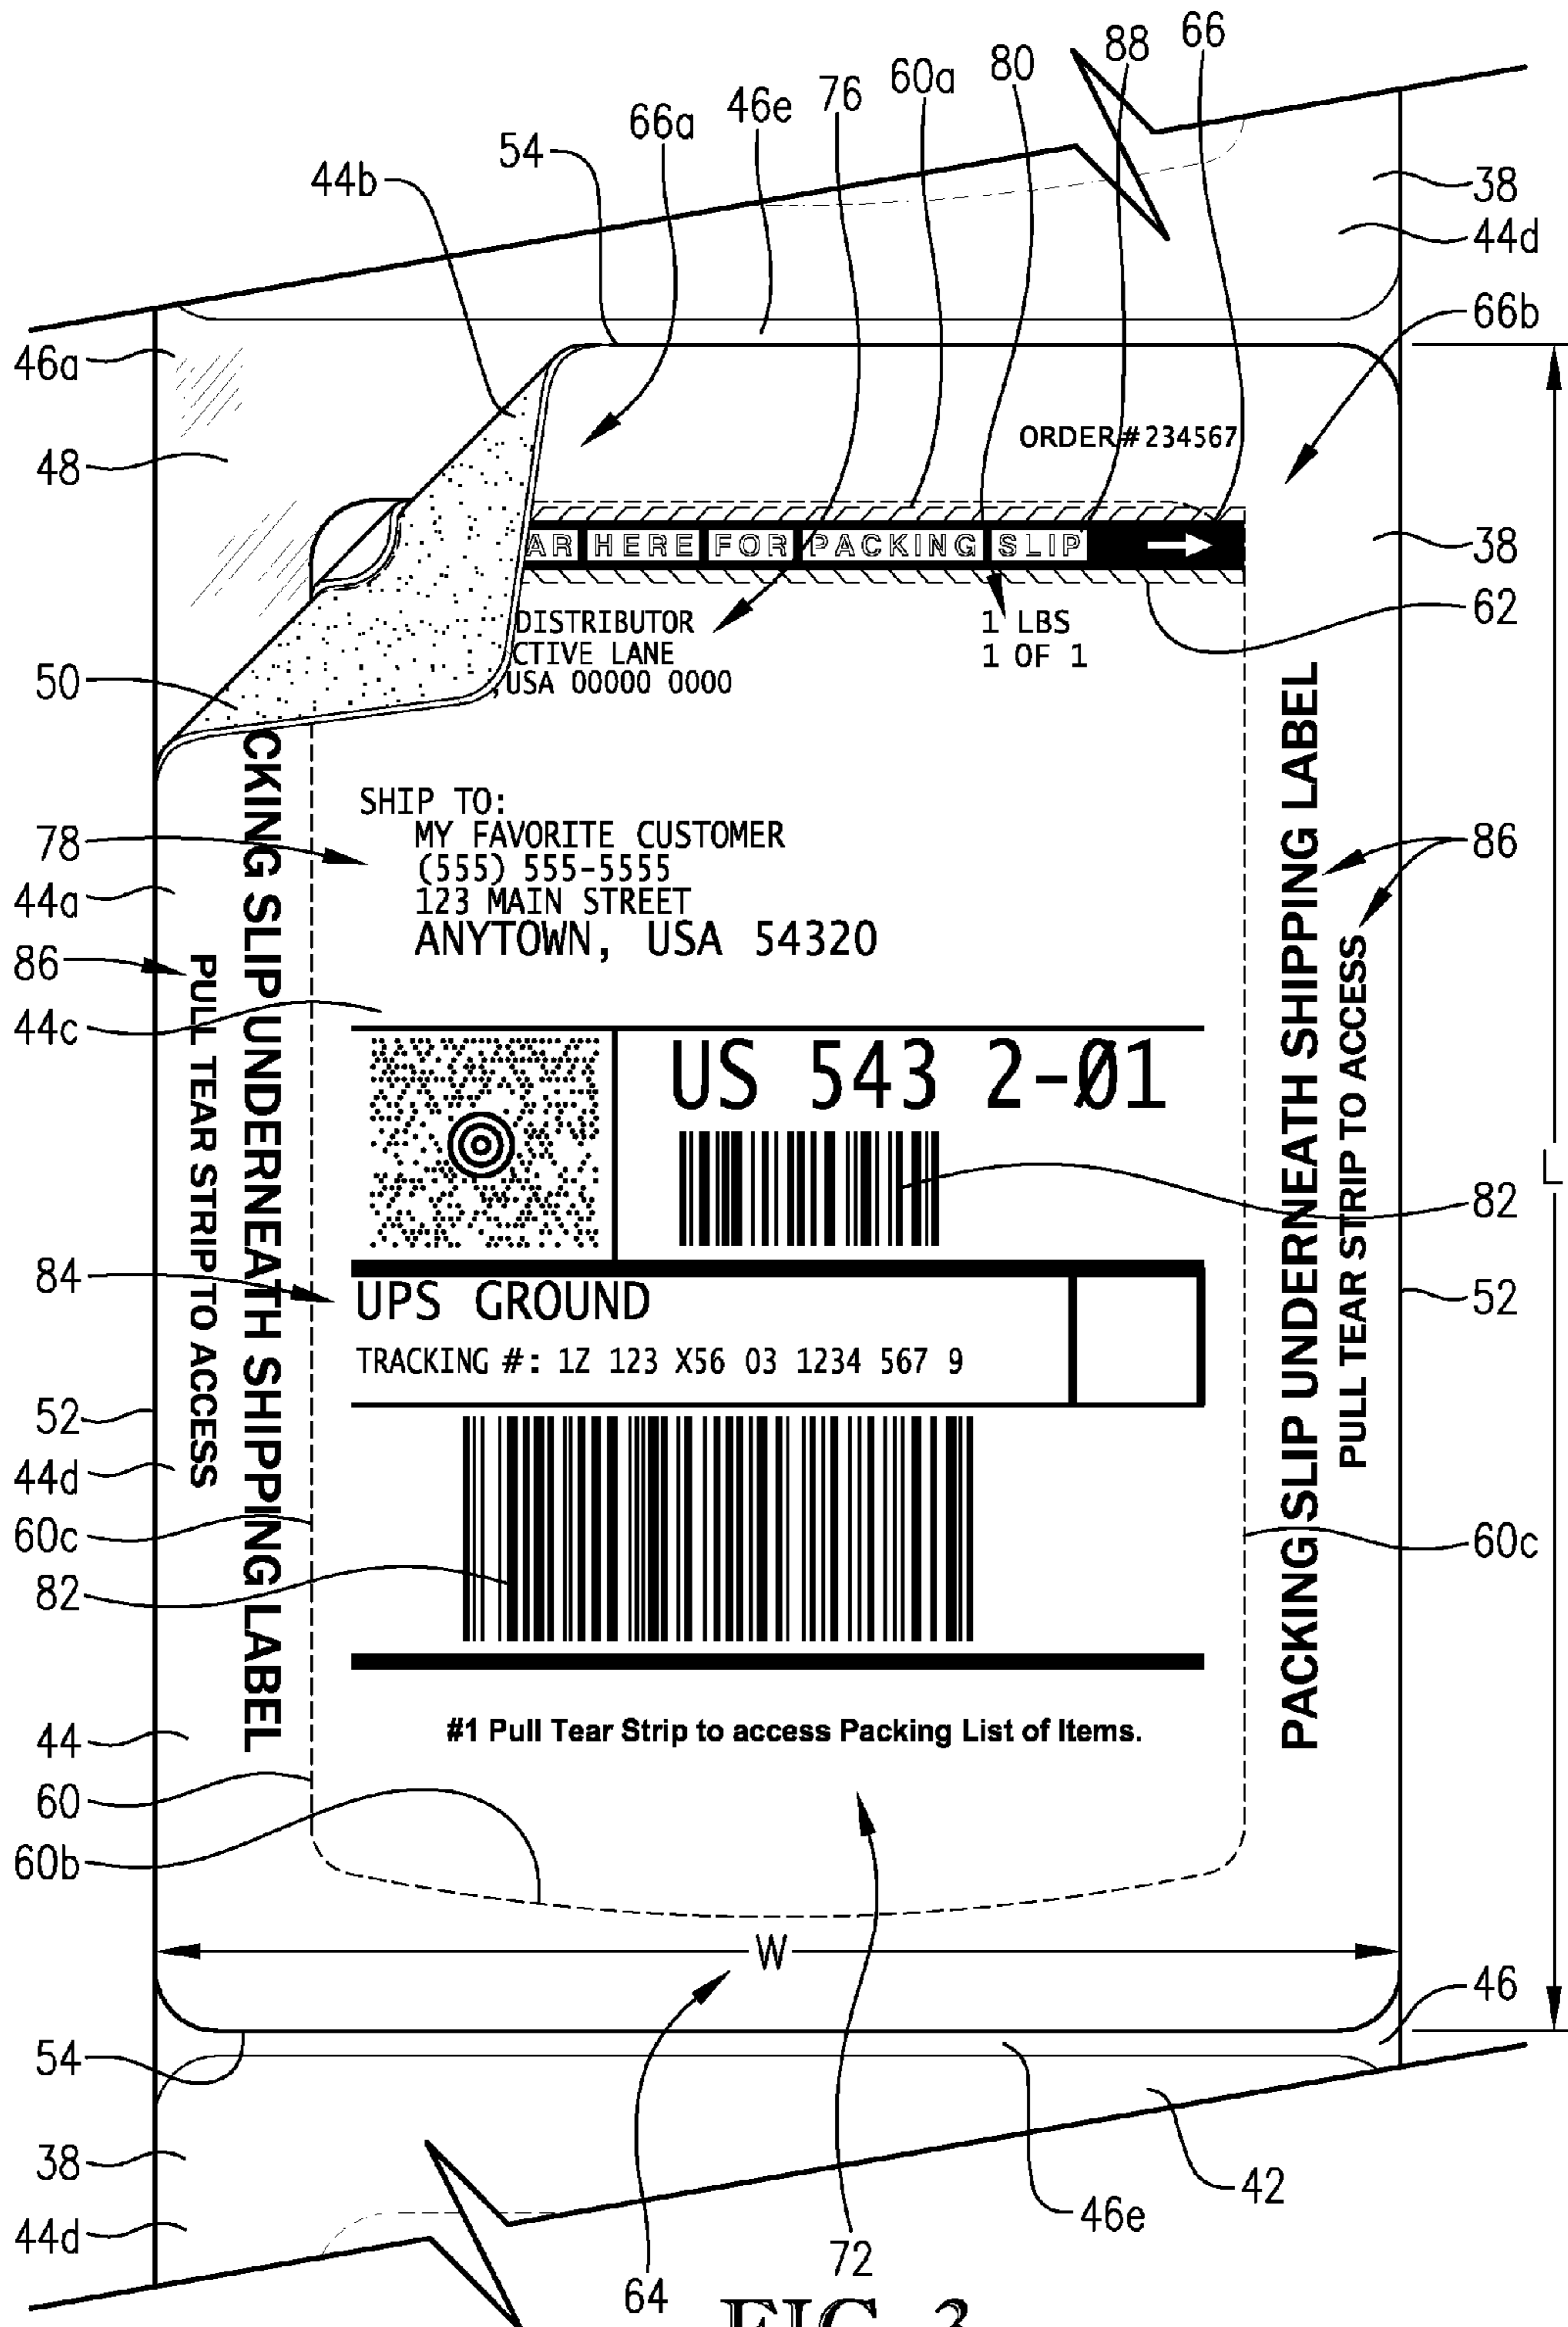 88
66
80
60a
76
46e
66a
54
44b
38
44d
66b
46a
48
ORDER# 234567
AR HERE FOR PACKING SLIP
38
62
DISTRIBUTOR
CTIVE LANE
,USA 00000 0000
1 LBS
1 OF 1
50
SHIP TO:
MY FAVORITE CUSTOMER
(555) 555-5555
123 MAIN STREET
ANYTOWN, USA 54320
78
86
44a
86
44c
CKING SLIP UNDERNEATH SHIPPING LABEL
PULL TEAR STRIP TO ACCESS
PACKING SLIP UNDERNEATH SHIPPING LABEL
PULL TEAR STRIP TO ACCESS
US 543 2-01
L
82
84
UPS GROUND
52
TRACKING #: 1Z 123 X56 03 1234 567 9
52
44d
60c
60c
82
#1 Pull Tear Strip to access Packing List of Items.
44
60
60b
W
46
54
38
42
46e
44d
72
64
FIG. 3